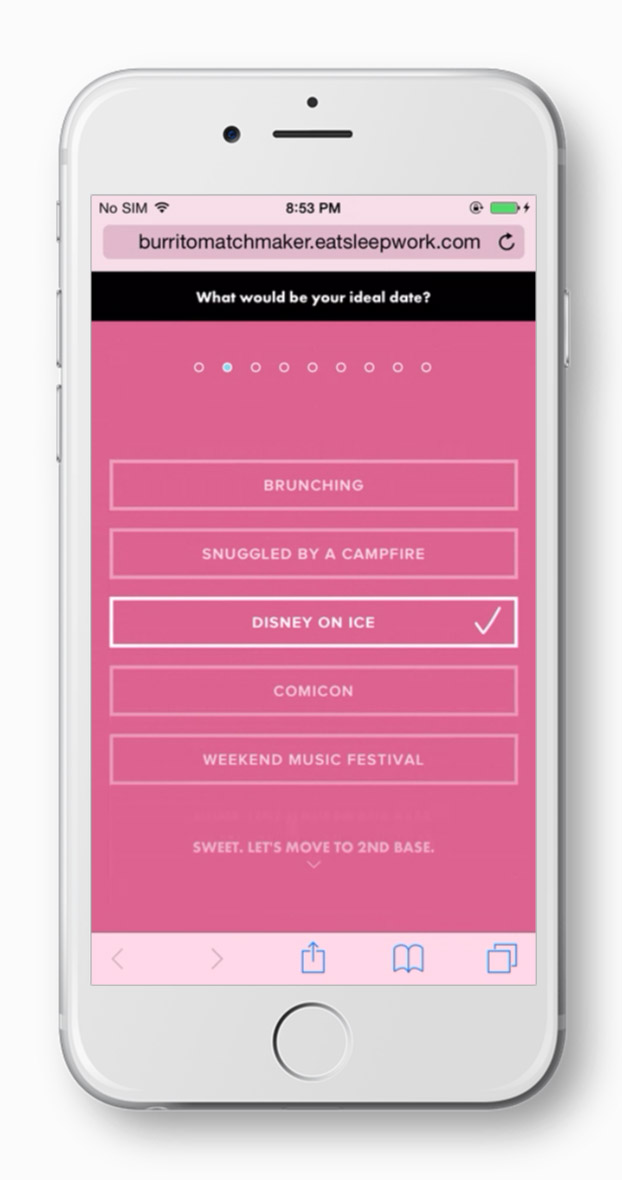 No SIM 8:53 PM
burritomatchmaker.eatsleepwork.com
What would be your ideal date?
BRUNCHING
SNUGGLED BY A CAMPFIRE
DISNEY ON ICE
COMICON
WEEKEND MUSIC FESTIVAL
SWEET. LET'S MOVE TO 2ND BASE.